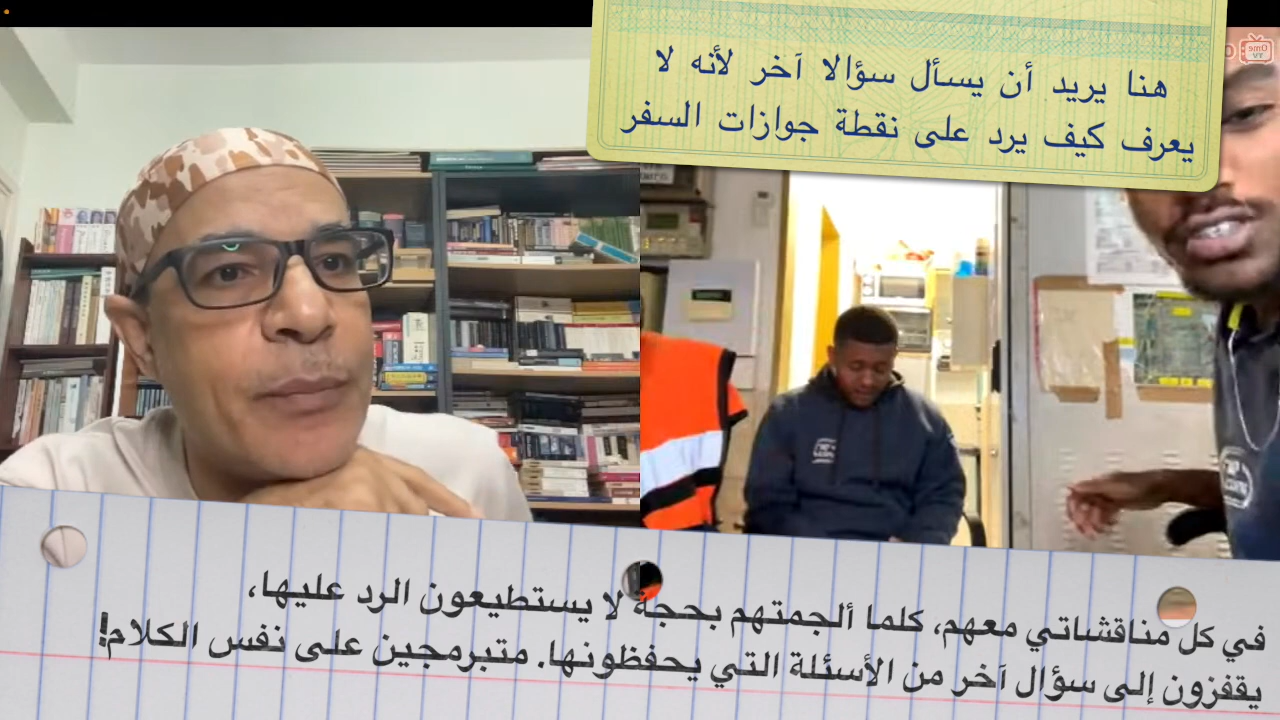 هنا يريد أن يسأل سؤالا آخر لأنه لا
يعرف كيف يرد على نقطة جوازات السفر
في كل مناقشاتي معهم، كلما ألجمتهم بحجة لا يستطيعون الرد عليها،
يقفزون إلى سؤال آخر من الأسئلة التي يحفظونها. متبرمجين على نفس الكلام!